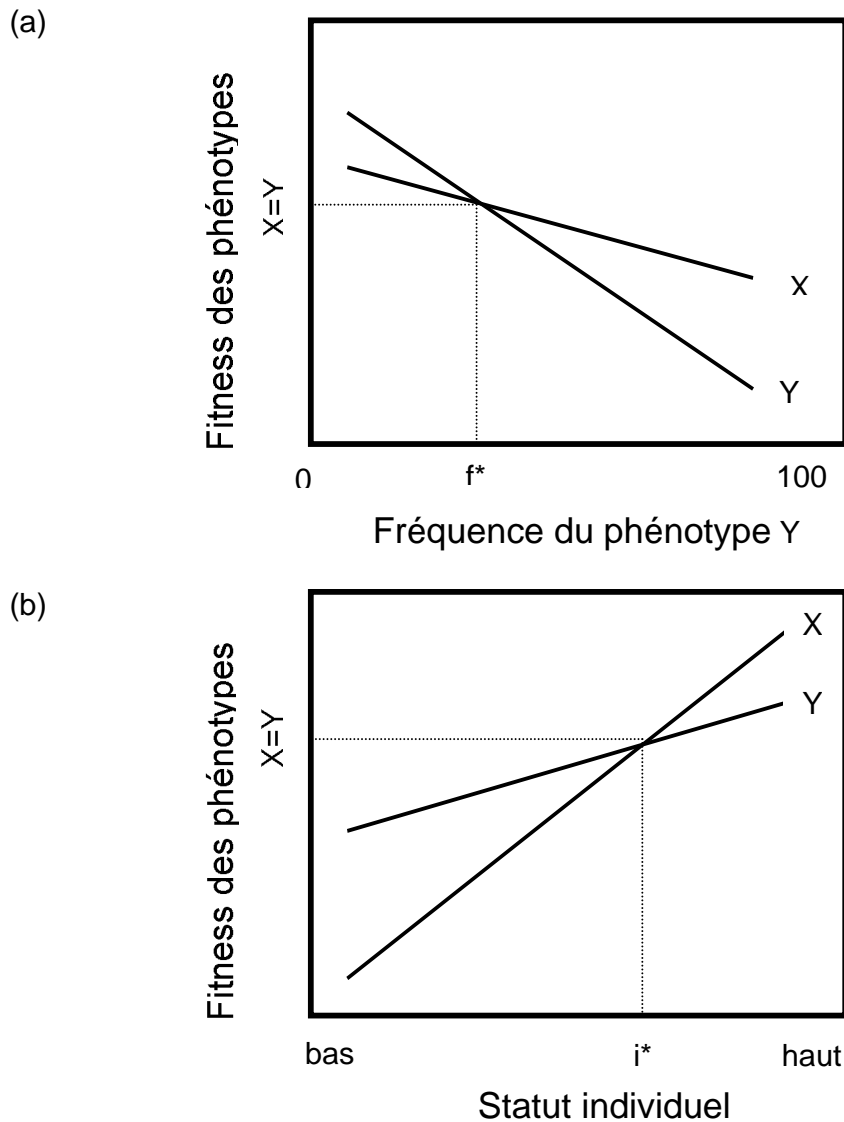 (a)
Fitness des phénotypes
X=Y
X
Y
0
f*
100
Fréquence du phénotype Y
(b)
Fitness des phénotypes
X=Y
X
Y
bas
i*
haut
Statut individuel